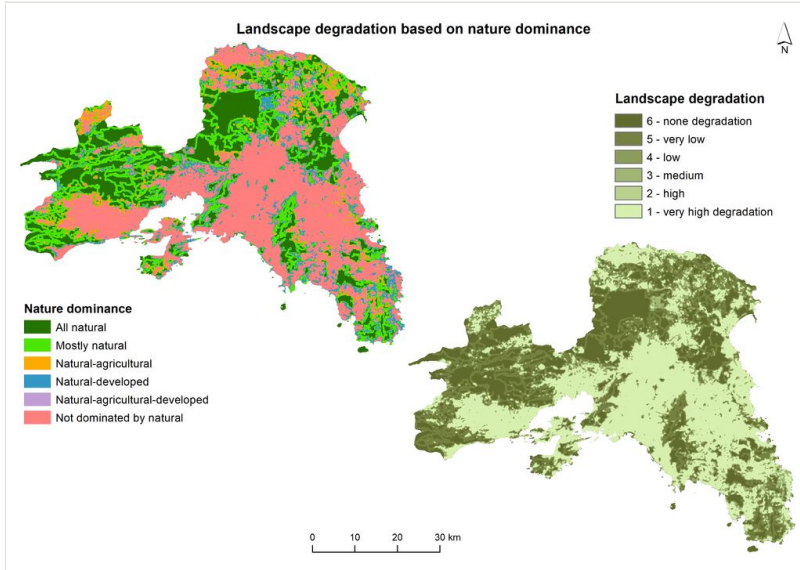 Landscape degradation based on nature dominance
N
Landscape degradation
6 - none degradation
5 - very low
4 - low
3 - medium
2 - high
1 - very high degradation
Nature dominance
All natural
Mostly natural
Natural-agricultural
Natural-developed
Natural-agricultural-developed
Not dominated by natural
0 10 20 30 km